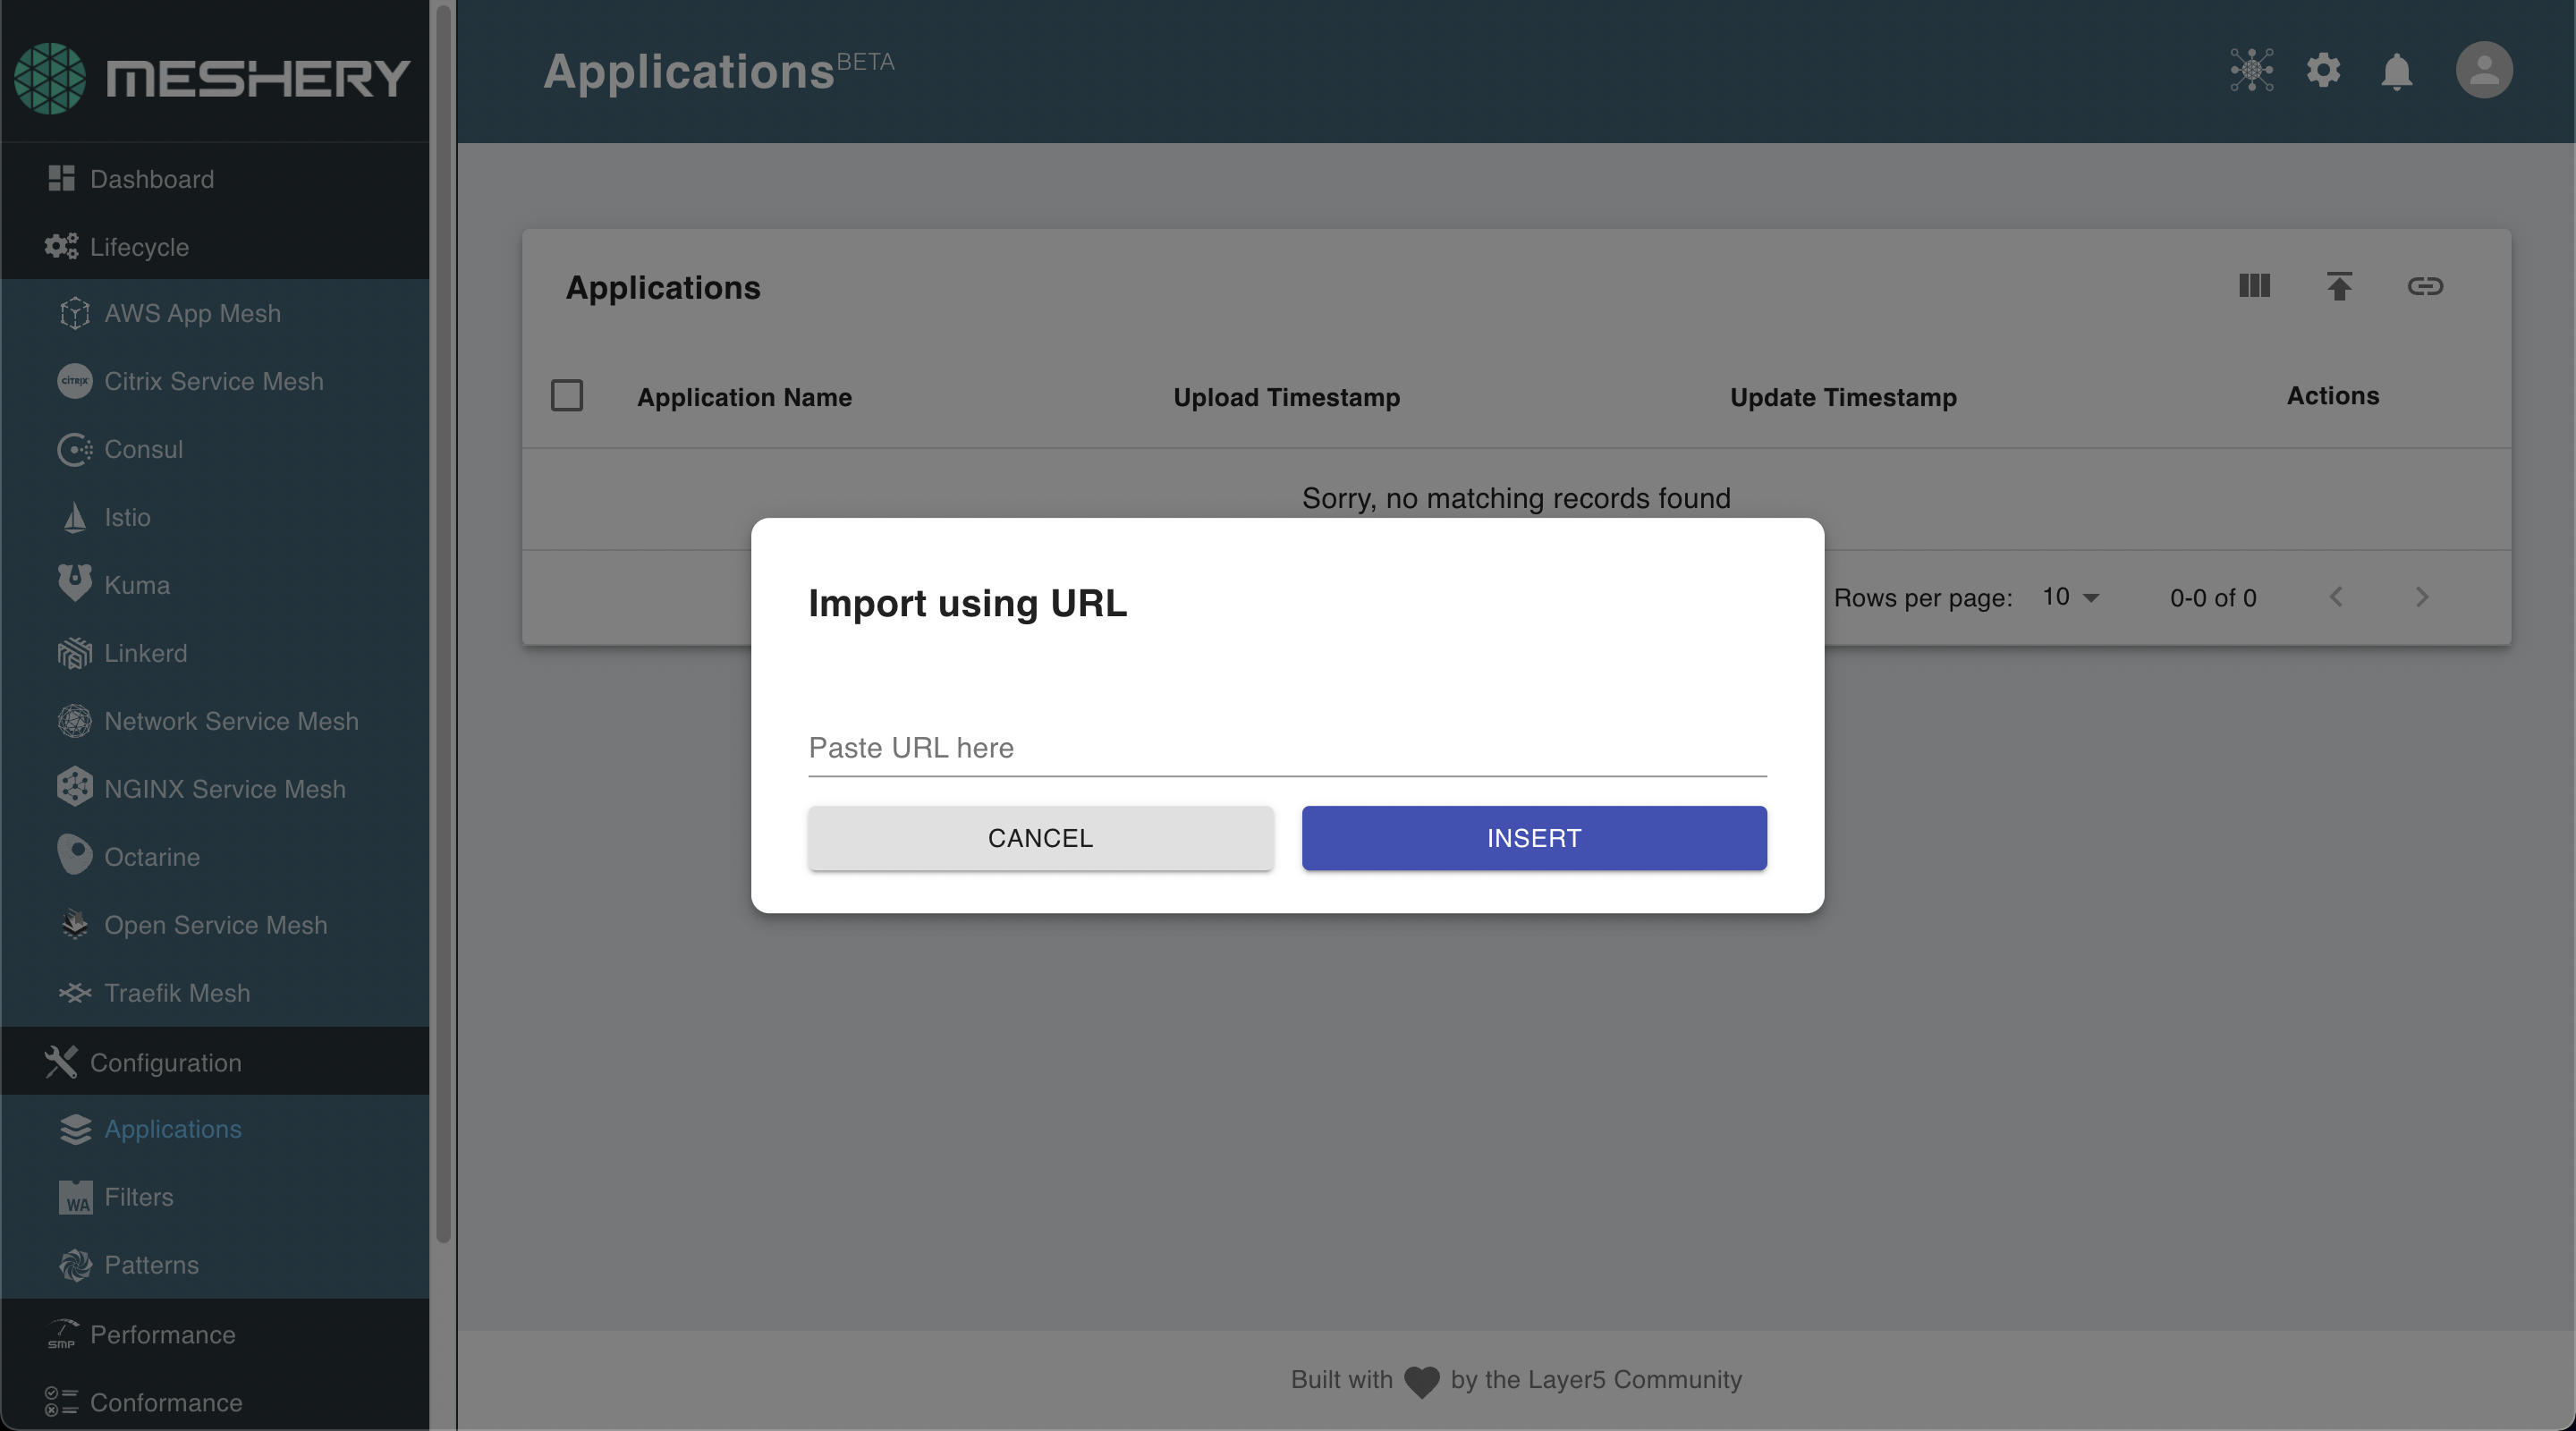 MESHERY
Dashboard
Lifecycle
AWS App Mesh
CITRIX Citrix Service Mesh
Consul
Istio
Kuma
Linkerd
Network Service Mesh
NGINX Service Mesh
Octarine
Open Service Mesh
Traefik Mesh
Configuration
Applications
WA Filters
Patterns
SMP Performance
Conformance
Applications BETA
Applications
Application Name Upload Timestamp Update Timestamp Actions
Sorry, no matching records found
Rows per page: 10 0-0 of 0
Import using URL
Paste URL here
CANCEL INSERT
Built with by the Layer5 Community